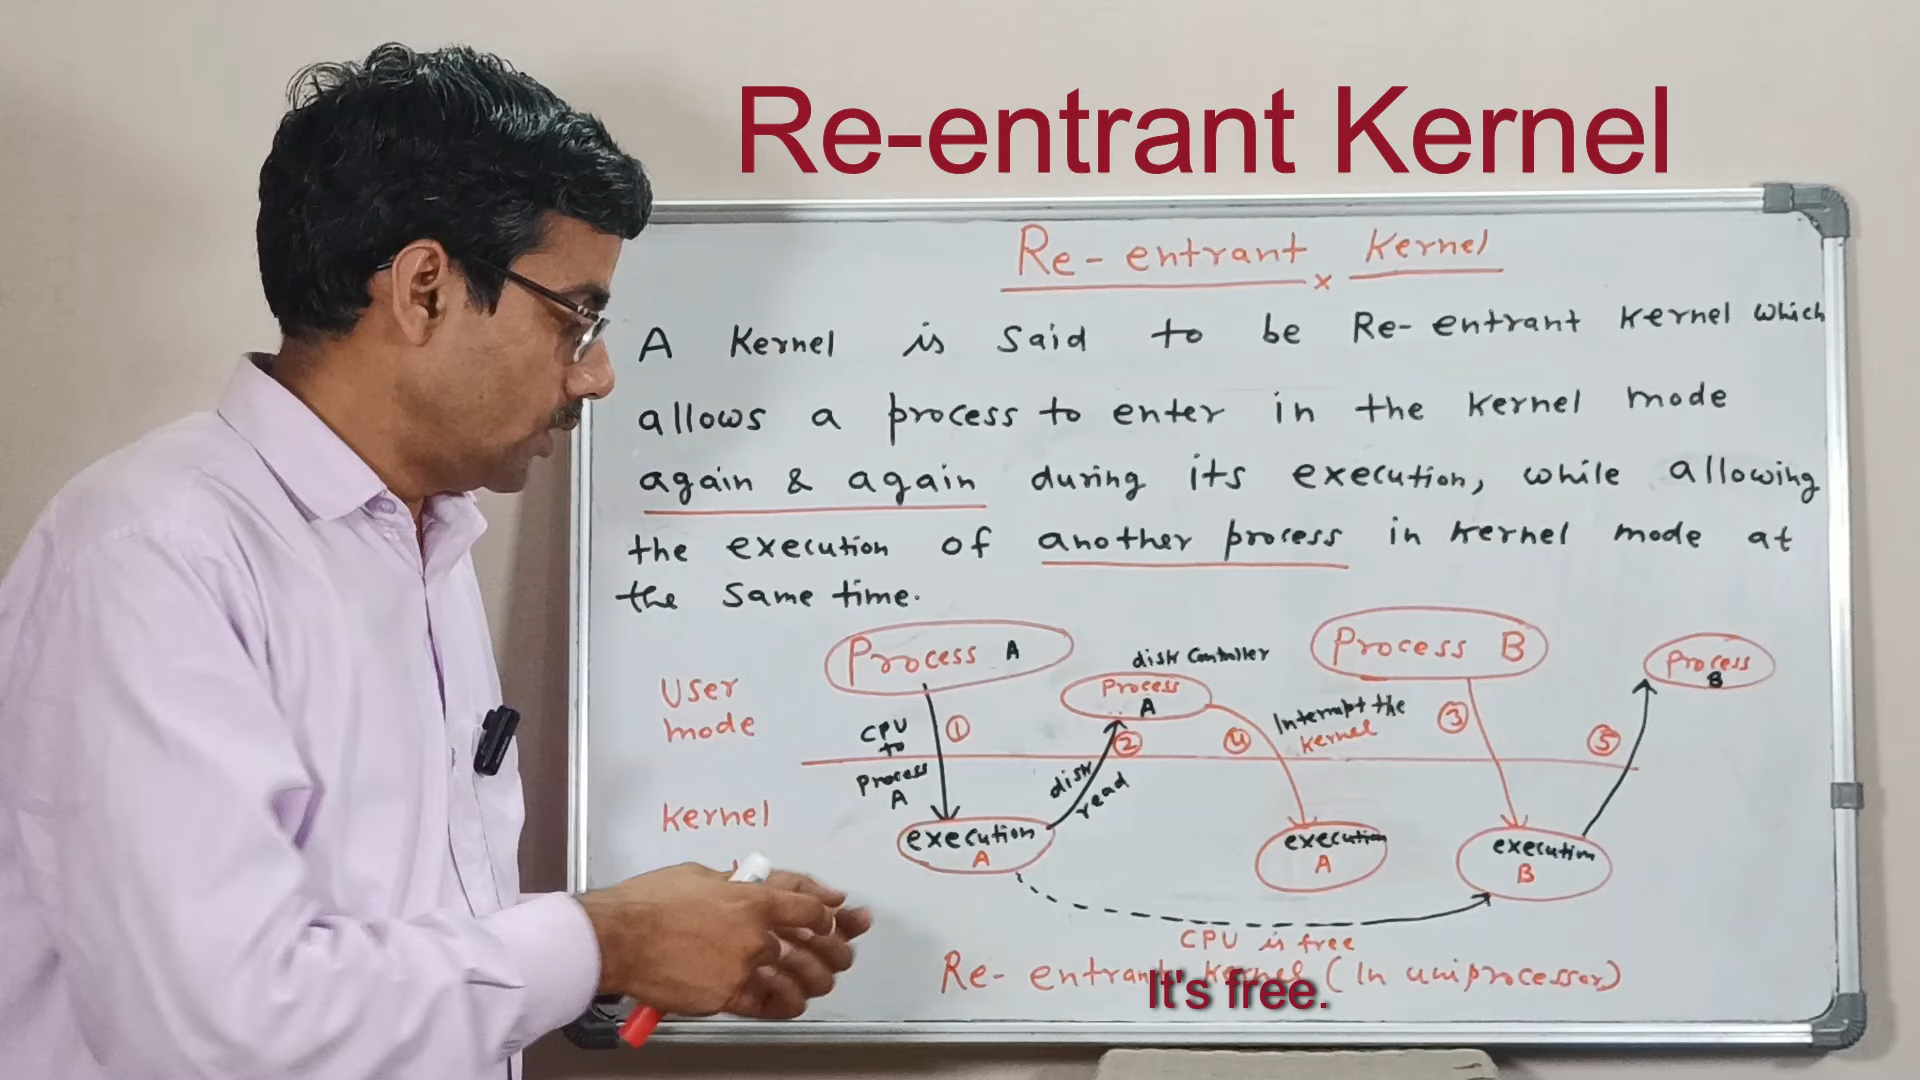 Re-entrant Kernel
Re-entrant Kernel
A Kernel is said to be Re-entrant Kernel which
allows a process to enter in the kernel mode
again & again during its execution, while allowing
the execution of another process in kernel mode at
the same time.
Process A
disk Controller
Process B
Process B
User mode
Process A
CPU to
1
2
4
Interrupt the kernel
3
5
Process A
disk read
Kernel
execution A
execution A
execution B
CPU is free
Re-entrant Kernel (In uniprocessor)
It's free.